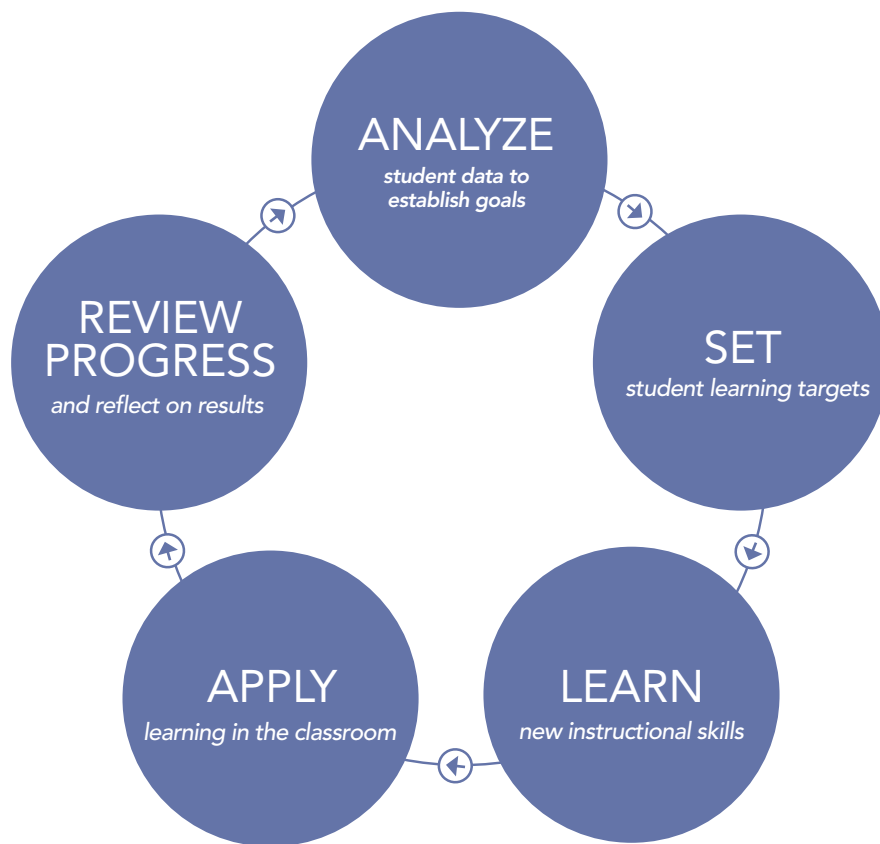 ANALYZE
student data to
establish goals
SET
student learning targets
LEARN
new instructional skills
APPLY
learning in the classroom
REVIEW
PROGRESS
and reflect on results